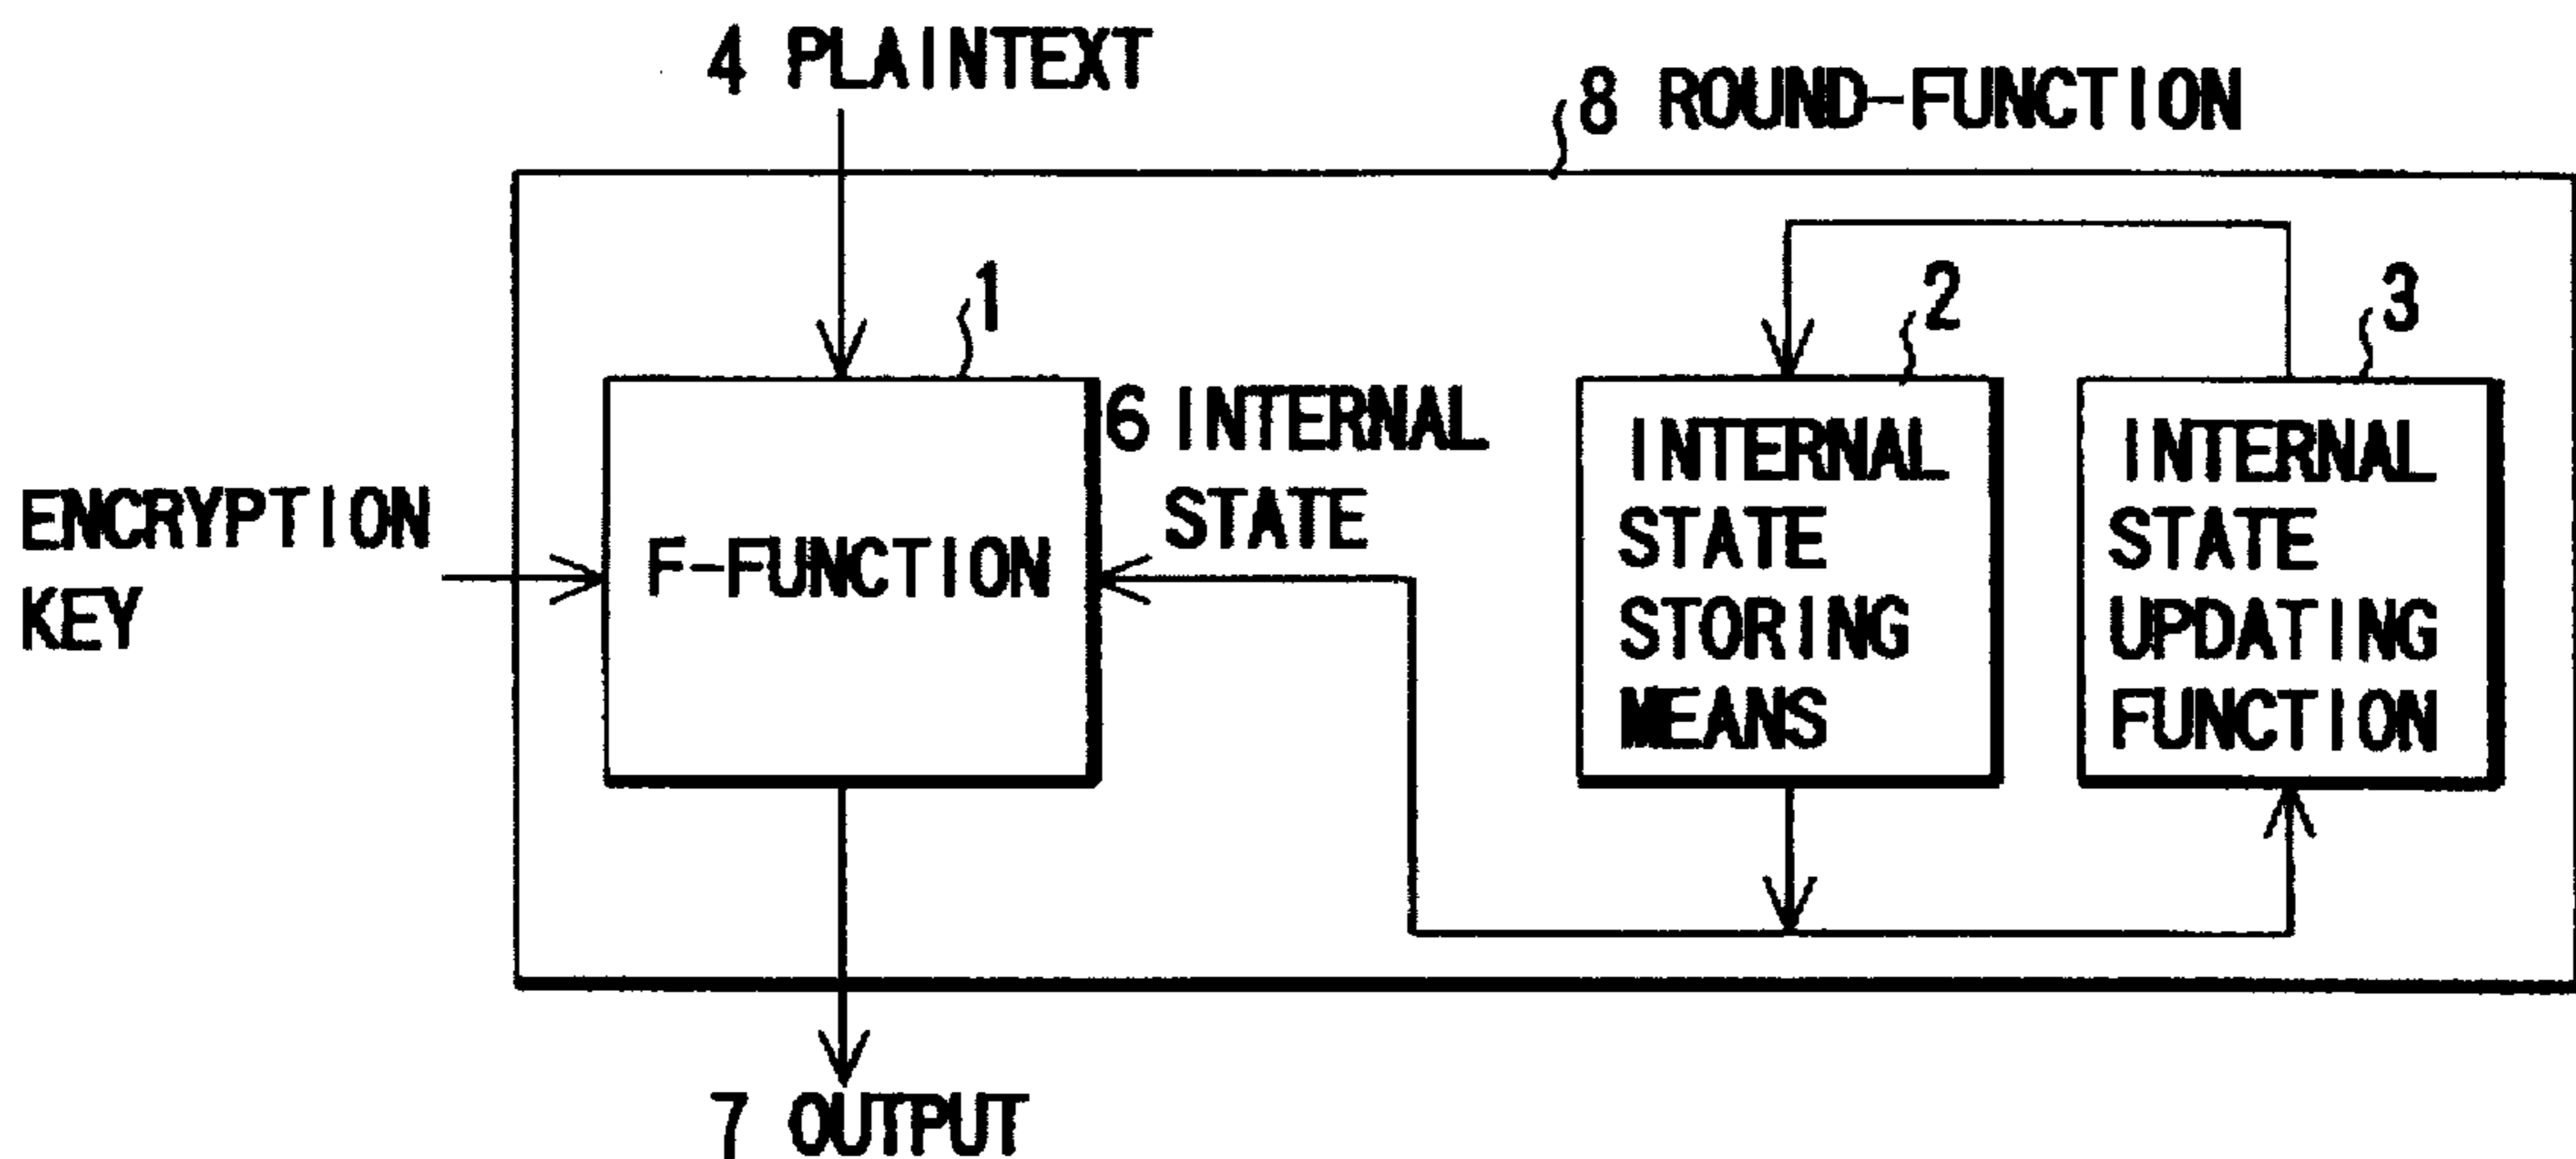 4 PLAINTEXT
8 ROUND-FUNCTION
1
2
3
6 INTERNAL
STATE
ENCRYPTION
KEY
F-FUNCTION
INTERNAL
STATE
STORING
MEANS
INTERNAL
STATE
UPDATING
FUNCTION
7 OUTPUT